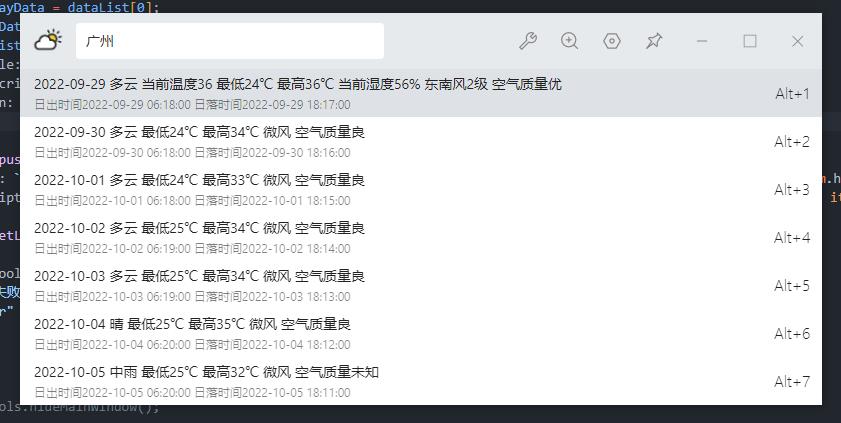 ayData = dataList[0];
广州
2022-09-29 多云 当前温度36 最低24℃ 最高36℃ 当前湿度56% 东南风2级 空气质量优
日出时间2022-09-29 06:18:00 日落时间2022-09-29 18:17:00
Alt+1
2022-09-30 多云 最低24℃ 最高34℃ 微风 空气质量良
日出时间2022-09-30 06:18:00 日落时间2022-09-30 18:16:00
Alt+2
2022-10-01 多云 最低24℃ 最高33℃ 微风 空气质量良
日出时间2022-10-01 06:18:00 日落时间2022-10-01 18:15:00
Alt+3
2022-10-02 多云 最低25℃ 最高34℃ 微风 空气质量良
日出时间2022-10-02 06:19:00 日落时间2022-10-02 18:14:00
Alt+4
2022-10-03 多云 最低25℃ 最高34℃ 微风 空气质量良
日出时间2022-10-03 06:19:00 日落时间2022-10-03 18:13:00
Alt+5
2022-10-04 晴 最低25℃ 最高35℃ 微风 空气质量良
日出时间2022-10-04 06:20:00 日落时间2022-10-04 18:12:00
Alt+6
2022-10-05 中雨 最低25℃ 最高32℃ 微风 空气质量未知
日出时间2022-10-05 06:20:00 日落时间2022-10-05 18:11:00
Alt+7
ols.hideMainWindow();